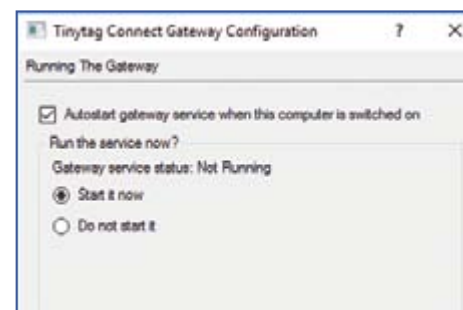 Tinytag Connect Gateway Configuration ? ×
Running The Gateway
Autostart gateway service when this computer is switched on
Run the service now?
Gateway service status: Not Running
Start it now
Do not start it